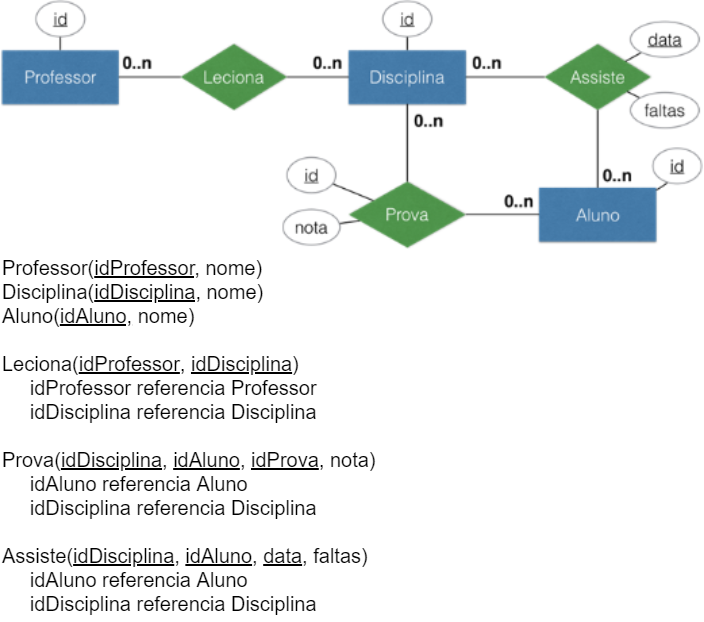 id
id
data
Professor
0..n
Leciona
0..n
Disciplina
0..n
Assiste
faltas
0..n
id
0..n
id
Prova
0..n
Aluno
nota
Professor(idProfessor, nome)
Disciplina(idDisciplina, nome)
Aluno(idAluno, nome)
Leciona(idProfessor, idDisciplina)
idProfessor referencia Professor
idDisciplina referencia Disciplina
Prova(idDisciplina, idAluno, idProva, nota)
idAluno referencia Aluno
idDisciplina referencia Disciplina
Assiste(idDisciplina, idAluno, data, faltas)
idAluno referencia Aluno
idDisciplina referencia Disciplina